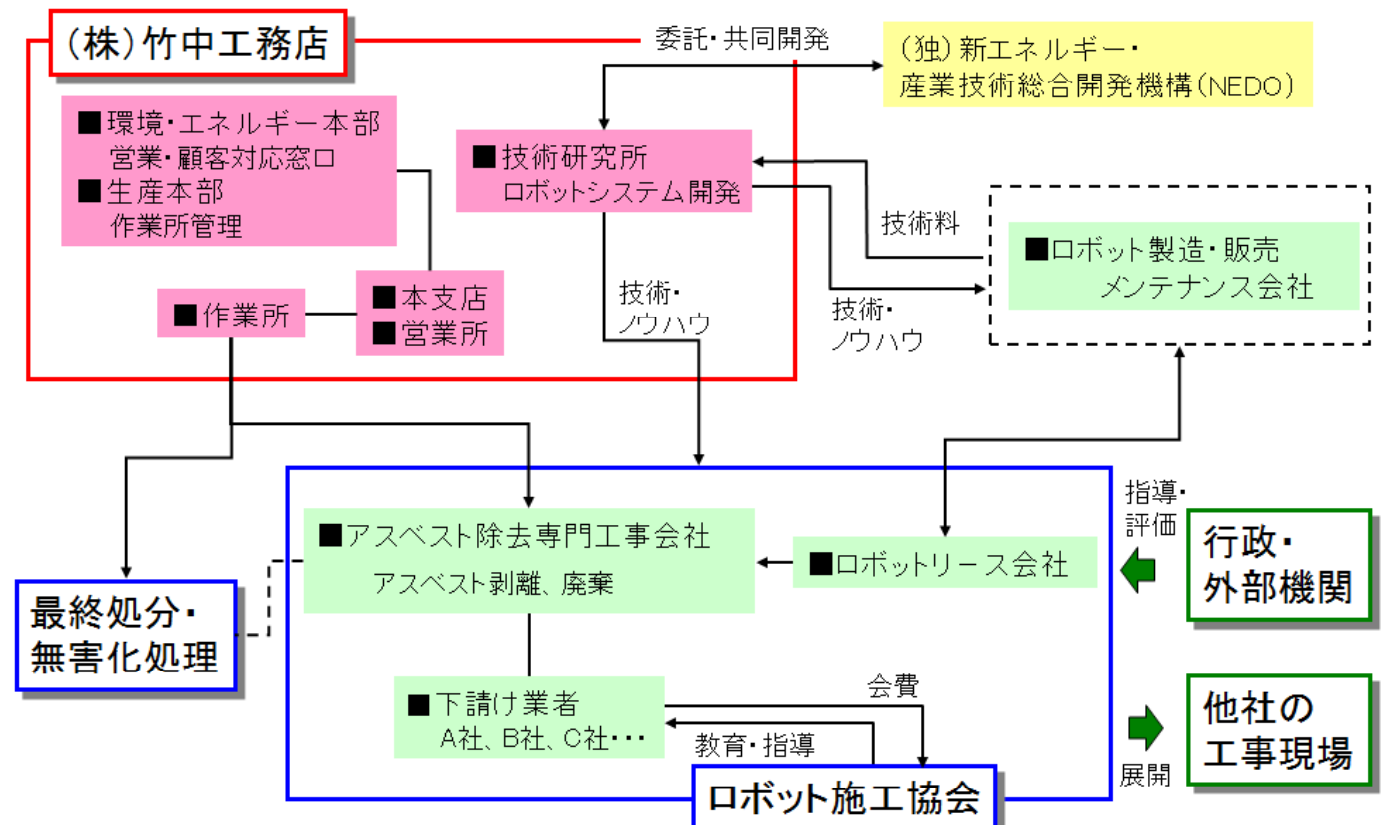 (株)竹中工務店
委託・共同開発
(独)新エネルギー・
産業技術総合開発機構(NEDO)
■環境・エネルギー本部
営業・顧客対応窓口
■生産本部
作業所管理
■技術研究所
ロボットシステム開発
技術料
■ロボット製造・販売
メンテナンス会社
■作業所
■本支店
■営業所
技術・
ノウハウ
技術・
ノウハウ
■アスベスト除去専門工事会社
アスベスト剥離、廃棄
■ロボットリース会社
指導・
評価
行政・
外部機関
最終処分・
無害化処理
■下請け業者
A社、B社、C社・・・
会費
教育・指導
ロボット施工協会
展開
他社の
工事現場